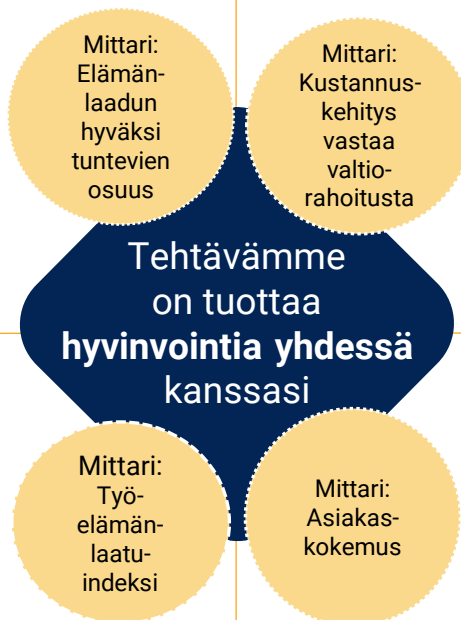 Mittari:
Elämän-
laadun
hyväksi
tuntevien
osuus
Mittari:
Kustannus-
kehitys
vastaa
valtio-
rahoitusta
Tehtävämme
on tuottaa
hyvinvointia yhdessä
kanssasi
Mittari:
Työ-
elämän-
laatu-
indeksi
Mittari:
Asiakas-
kokemus